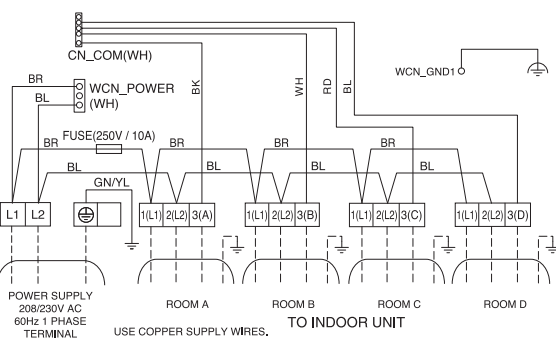 CN_COM(WH)
BR
WCN_POWER
BL
(WH)
BK
WH
RD
BL
WCN_GND1
FUSE(250V / 10A)
BR
BR
BR
BR
BL
BL
BL
BL
GN/YL
L1 L2
1(L1) 2(L2) 3(A)
1(L1) 2(L2) 3(B)
1(L1) 2(L2) 3(C)
1(L1) 2(L2) 3(D)
POWER SUPPLY
208/230V AC
60Hz 1 PHASE
TERMINAL
ROOM A
ROOM B
ROOM C
ROOM D
USE COPPER SUPPLY WIRES.
TO INDOOR UNIT